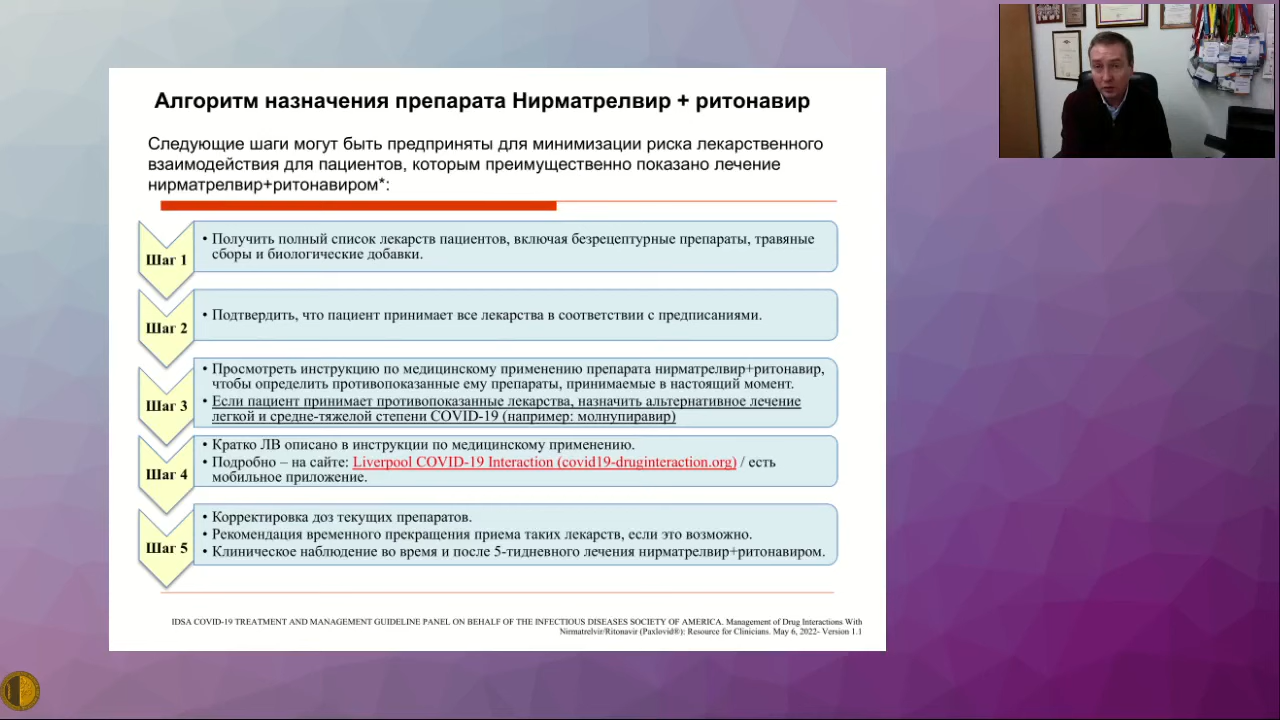 Алгоритм назначения препарата Нирматрелвир + ритонавир
Следующие шаги могут быть предприняты для минимизации риска лекарственного
взаимодействия для пациентов, которым преимущественно показано лечение
нирматрелвир+ритонавиром*:
Шаг 1
• Получить полный список лекарств пациентов, включая безрецептурные препараты, травяные
сборы и биологические добавки.
Шаг 2
• Подтвердить, что пациент принимает все лекарства в соответствии с предписаниями.
Шаг 3
• Просмотреть инструкцию по медицинскому применению препарата нирматрелвир+ритонавир,
чтобы определить противопоказанные ему препараты, принимаемые в настоящий момент.
• Если пациент принимает противопоказанные лекарства, назначить альтернативное лечение
легкой и средне-тяжелой степени COVID-19 (например: молнупиравир)
Шаг 4
• Кратко ЛВ описано в инструкции по медицинскому применению.
• Подробно – на сайте: Liverpool COVID-19 Interaction (covid19-druginteraction.org) / есть
мобильное приложение.
Шаг 5
• Корректировка доз текущих препаратов.
• Рекомендация временного прекращения приема таких лекарств, если это возможно.
• Клиническое наблюдение во время и после 5-тидневного лечения нирматрелвир+ритонавиром.
IDSA COVID-19 TREATMENT AND MANAGEMENT GUIDELINE PANEL ON BEHALF OF THE INFECTIOUS DISEASES SOCIETY OF AMERICA. Management of Drug Interactions With
Nirmatrelvir/Ritonavir (Paxlovid®): Resource for Clinicians. May 6, 2022- Version 1.1